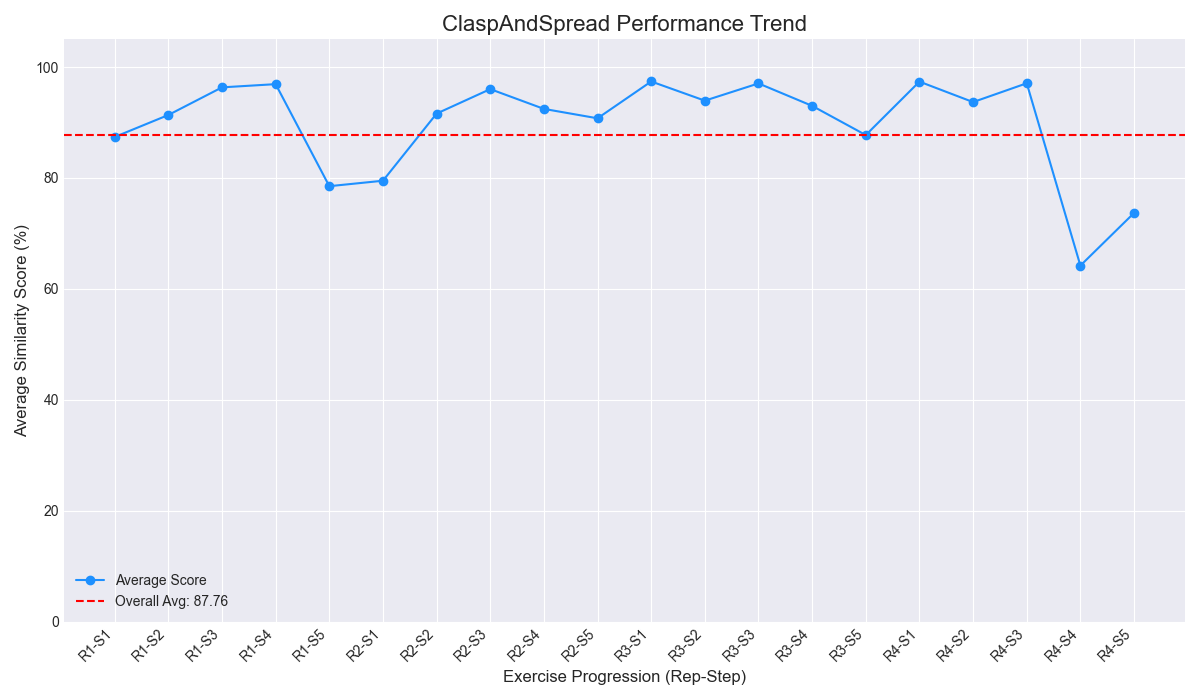 ClaspAndSpread Performance Trend
Average Similarity Score (%)
100
80
60
40
20
0
Average Score
Overall Avg: 87.76
R1-S1
R1-S2
R1-S3
R1-S4
R1-S5
R2-S1
R2-S2
R2-S3
R2-S4
R2-S5
R3-S1
R3-S2
R3-S3
R3-S4
R3-S5
R4-S1
R4-S2
R4-S3
R4-S4
R4-S5
Exercise Progression (Rep-Step)